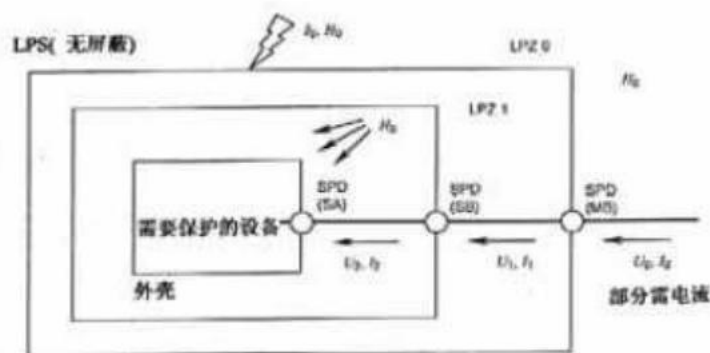 LPS( 无屏蔽)
I₀, H₀
LPZ 0
H₀
LPZ 1
H₀
SPD
(SA)
SPD
(SB)
SPD
(MB)
需要保护的设备
U₂, I₂
U₁, I₁
U₀, I₀
外壳
部分雷电流